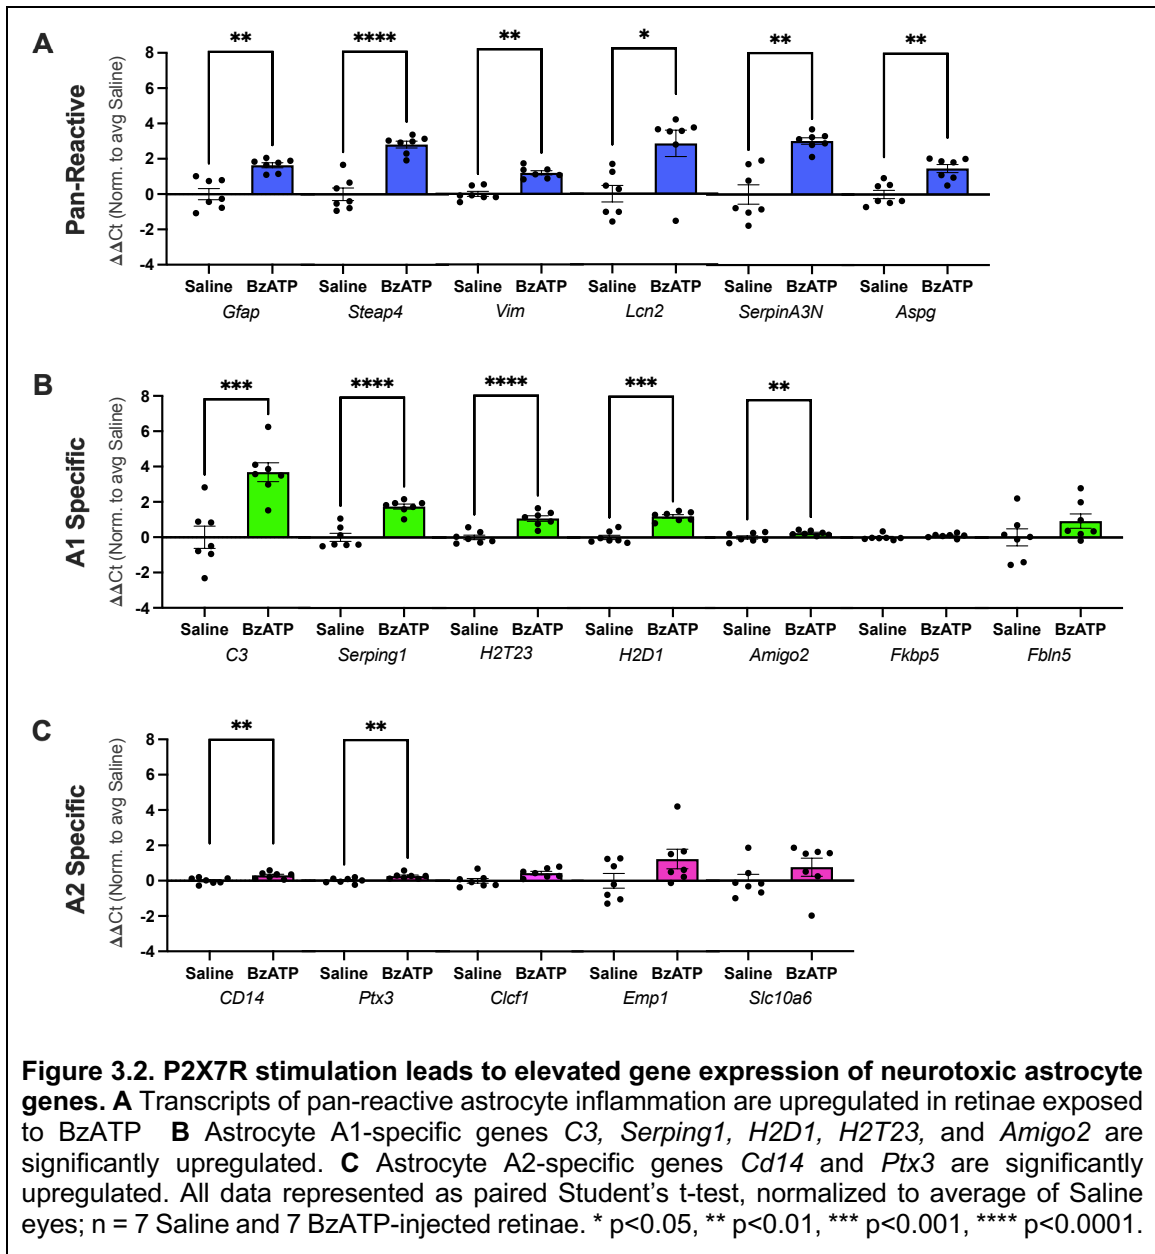 A
Pan-Reactive
ΔΔCt (Norm. to avg Saline)
8
6
4
2
0
-2
-4
** **** ** * ** **
Saline BzATP Saline BzATP Saline BzATP Saline BzATP Saline BzATP Saline BzATP
Gfap Steap4 Vim Lcn2 SerpinA3N Aspg
B
A1 Specific
ΔΔCt (Norm. to avg Saline)
8
6
4
2
0
-2
-4
*** **** **** *** **
Saline BzATP Saline BzATP Saline BzATP Saline BzATP Saline BzATP Saline BzATP Saline BzATP
C3 Serping1 H2T23 H2D1 Amigo2 Fkbp5 Fbln5
C
A2 Specific
ΔΔCt (Norm. to avg Saline)
8
6
4
2
0
-2
-4
** **
Saline BzATP Saline BzATP Saline BzATP Saline BzATP Saline BzATP
CD14 Ptx3 Clcf1 Emp1 Slc10a6
Figure 3.2. P2X7R stimulation leads to elevated gene expression of neurotoxic astrocyte
genes. A Transcripts of pan-reactive astrocyte inflammation are upregulated in retinae exposed
to BzATP B Astrocyte A1-specific genes C3, Serping1, H2D1, H2T23, and Amigo2 are
significantly upregulated. C Astrocyte A2-specific genes Cd14 and Ptx3 are significantly
upregulated. All data represented as paired Student's t-test, normalized to average of Saline
eyes; n = 7 Saline and 7 BzATP-injected retinae. * p<0.05, ** p<0.01, *** p<0.001, **** p<0.0001.